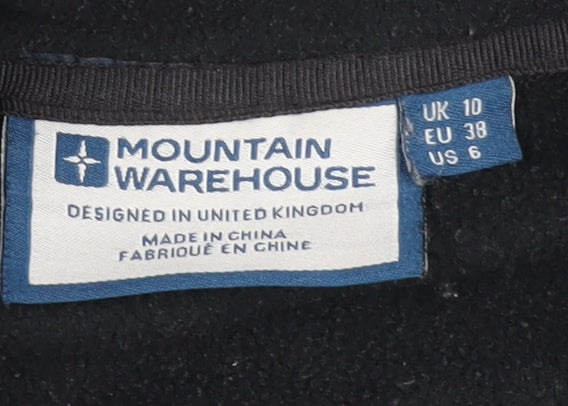 MOUNTAIN
WAREHOUSE
DESIGNED IN UNITED KINGDOM
MADE IN CHINA
FABRIQUÉ EN CHINE
UK 10
EU 38
US 6